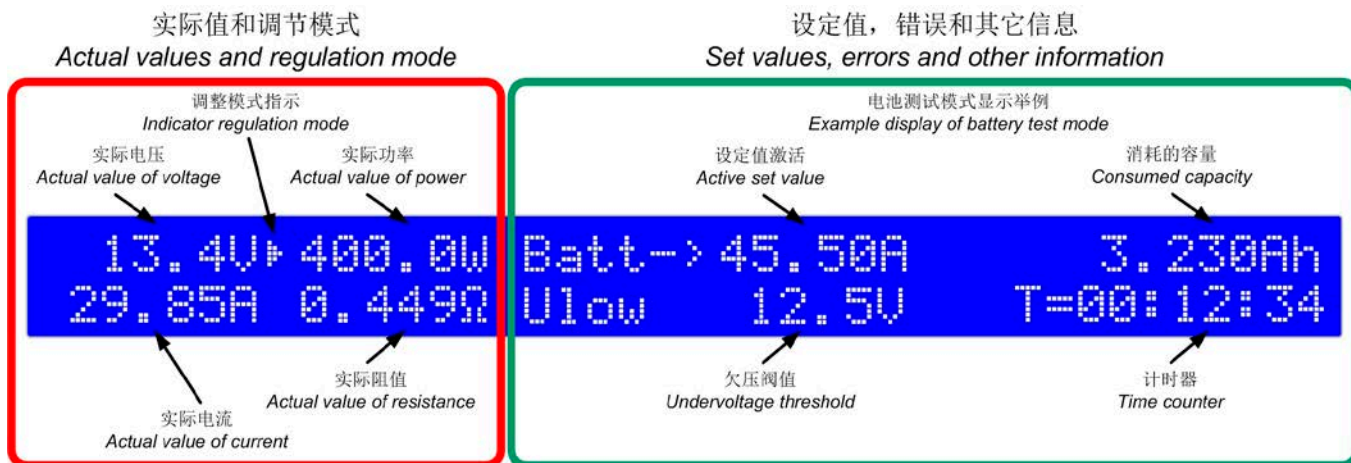 实际值和调节模式
Actual values and regulation mode
设定值，错误和其它信息
Set values, errors and other information
调整模式指示
Indicator regulation mode
实际电压
Actual value of voltage
实际功率
Actual value of power
电池测试模式显示举例
Example display of battery test mode
设定值激活
Active set value
消耗的容量
Consumed capacity
13.4V▸400.0W Batt->45.50A 3.230Ah
29.85A 0.449Ω Ulow 12.5V T=00:12:34
实际电流
Actual value of current
实际阻值
Actual value of resistance
欠压阀值
Undervoltage threshold
计时器
Time counter